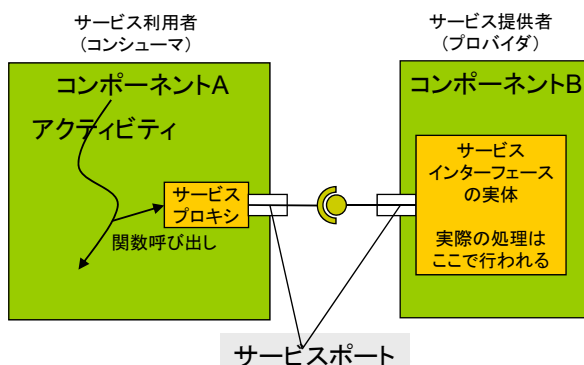 サービス利用者
(コンシューマ)
サービス提供者
(プロバイダ)
コンポーネントA
アクティビティ
サービス
プロキシ
関数呼び出し
コンポーネントB
サービス
インターフェース
の実体
実際の処理は
ここで行われる
サービスポート